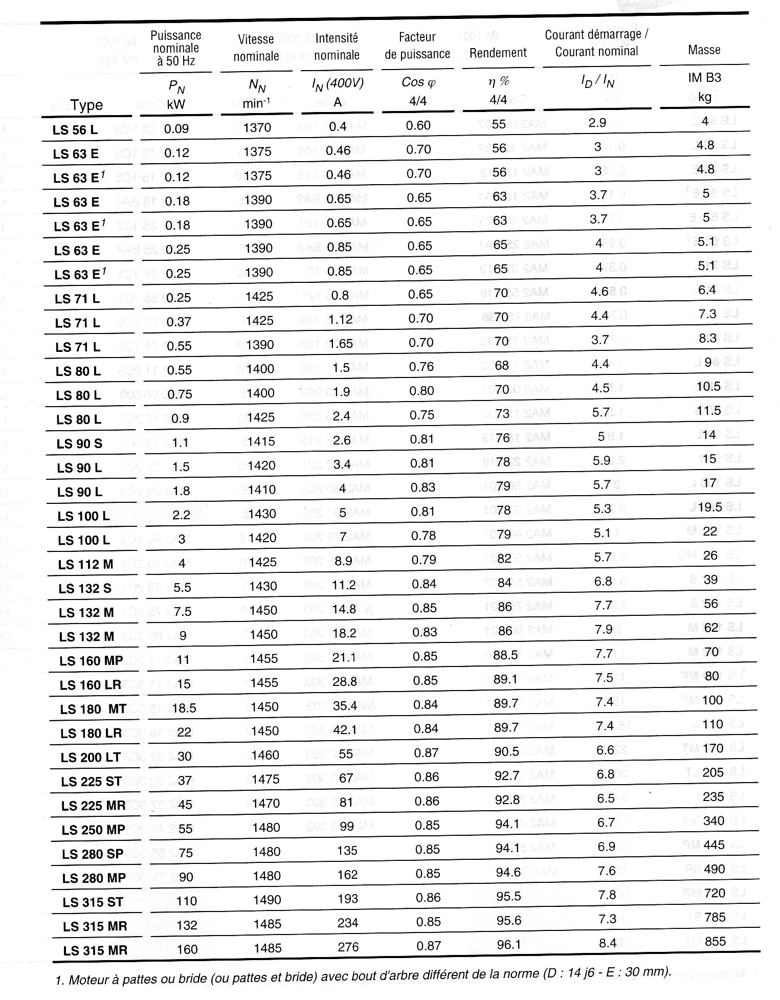 Puissance nominale à 50 Hz Vitesse nominale Intensité nominale Facteur de puissance Rendement Courant démarrage / Courant nominal Masse
Type P_N kW N_N min⁻¹ I_N (400V) A Cos φ 4/4 η % 4/4 I_D / I_N IM B3 kg
LS 56 L 0.09 1370 0.4 0.60 55 2.9 4
LS 63 E 0.12 1375 0.46 0.70 56 3 4.8
LS 63 E¹ 0.12 1375 0.46 0.70 56 3 4.8
LS 63 E 0.18 1390 0.65 0.65 63 3.7 5
LS 63 E¹ 0.18 1390 0.65 0.65 63 3.7 5
LS 63 E 0.25 1390 0.85 0.65 65 4 5.1
LS 63 E¹ 0.25 1390 0.85 0.65 65 4 5.1
LS 71 L 0.25 1425 0.8 0.65 70 4.6 6.4
LS 71 L 0.37 1425 1.12 0.70 70 4.4 7.3
LS 71 L 0.55 1390 1.65 0.70 70 3.7 8.3
LS 80 L 0.55 1400 1.5 0.76 68 4.4 9
LS 80 L 0.75 1400 1.9 0.80 70 4.5 10.5
LS 80 L 0.9 1425 2.4 0.75 73 5.7 11.5
LS 90 S 1.1 1415 2.6 0.81 76 5 14
LS 90 L 1.5 1420 3.4 0.81 78 5.9 15
LS 90 L 1.8 1410 4 0.83 79 5.7 17
LS 100 L 2.2 1430 5 0.81 78 5.3 19.5
LS 100 L 3 1420 7 0.78 79 5.1 22
LS 112 M 4 1425 8.9 0.79 82 5.7 26
LS 132 S 5.5 1430 11.2 0.84 84 6.8 39
LS 132 M 7.5 1450 14.8 0.85 86 7.7 56
LS 132 M 9 1450 18.2 0.83 86 7.9 62
LS 160 MP 11 1455 21.1 0.85 88.5 7.7 70
LS 160 LR 15 1455 28.8 0.85 89.1 7.5 80
LS 180 MT 18.5 1450 35.4 0.84 89.7 7.4 100
LS 180 LR 22 1450 42.1 0.84 89.7 7.4 110
LS 200 LT 30 1460 55 0.87 90.5 6.6 170
LS 225 ST 37 1475 67 0.86 92.7 6.8 205
LS 225 MR 45 1470 81 0.86 92.8 6.5 235
LS 250 MP 55 1480 99 0.85 94.1 6.7 340
LS 280 SP 75 1480 135 0.85 94.1 6.9 445
LS 280 MP 90 1480 162 0.85 94.6 7.6 490
LS 315 ST 110 1490 193 0.86 95.5 7.8 720
LS 315 MR 132 1485 234 0.85 95.6 7.3 785
LS 315 MR 160 1485 276 0.87 96.1 8.4 855
1. Moteur à pattes ou bride (ou pattes et bride) avec bout d'arbre différent de la norme (D : 14 j6 - E : 30 mm).